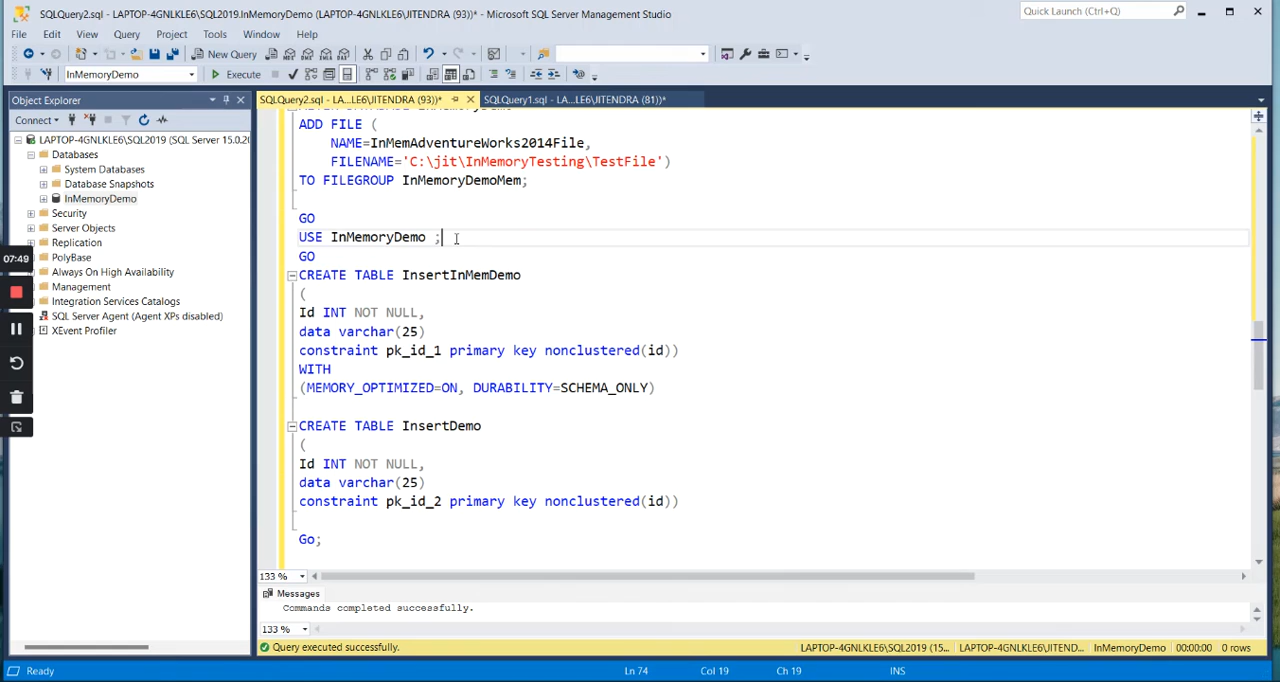 SQLQuery2.sql - LAPTOP-4GNLKLE6\SQL2019.InMemoryDemo (LAPTOP-4GNLKLE6\JITENDRA (93))* - Microsoft SQL Server Management Studio
Quick Launch (Ctrl+Q)
File Edit View Query Project Tools Window Help
New Query
InMemoryDemo
Execute
Object Explorer
SQLQuery2.sql - LA...LE6\JITENDRA (93))*
SQLQuery1.sql - LA...LE6\JITENDRA (81))*
Connect
LAPTOP-4GNLKLE6\SQL2019 (SQL Server 15.0.20
Databases
System Databases
Database Snapshots
InMemoryDemo
Security
Server Objects
Replication
PolyBase
Always On High Availability
Management
Integration Services Catalogs
SQL Server Agent (Agent XPs disabled)
XEvent Profiler
07:49
ADD FILE (
NAME=InMemAdventureWorks2014File,
FILENAME='C:\jit\InMemoryTesting\TestFile')
TO FILEGROUP InMemoryDemoMem;
GO
USE InMemoryDemo ;
GO
CREATE TABLE InsertInMemDemo
(
Id INT NOT NULL,
data varchar(25)
constraint pk_id_1 primary key nonclustered(id))
WITH
(MEMORY_OPTIMIZED=ON, DURABILITY=SCHEMA_ONLY)
CREATE TABLE InsertDemo
(
Id INT NOT NULL,
data varchar(25)
constraint pk_id_2 primary key nonclustered(id))
Go;
133 %
Messages
Commands completed successfully.
133 %
Query executed successfully.
LAPTOP-4GNLKLE6\SQL2019 (15... LAPTOP-4GNLKLE6\JITEND... InMemoryDemo 00:00:00 0 rows
Ready
Ln 74 Col 19 Ch 19 INS